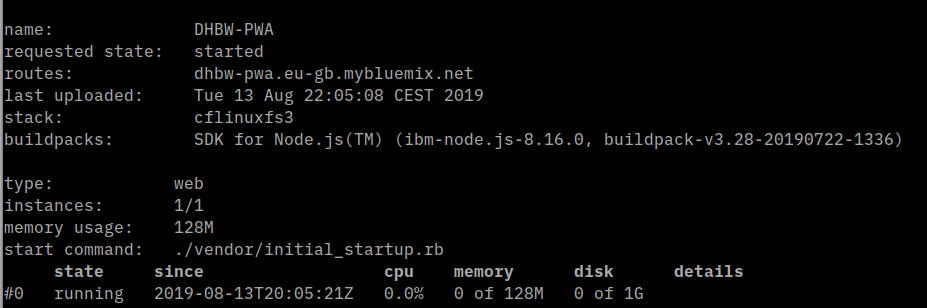 name: DHBW-PWA
requested state: started
routes: dhbw-pwa.eu-gb.mybluemix.net
last uploaded: Tue 13 Aug 22:05:08 CEST 2019
stack: cflinuxfs3
buildpacks: SDK for Node.js(TM) (ibm-node.js-8.16.0, buildpack-v3.28-20190722-1336)
type: web
instances: 1/1
memory usage: 128M
start command: ./vendor/initial_startup.rb
state since cpu memory disk details
#0 running 2019-08-13T20:05:21Z 0.0% 0 of 128M 0 of 1G